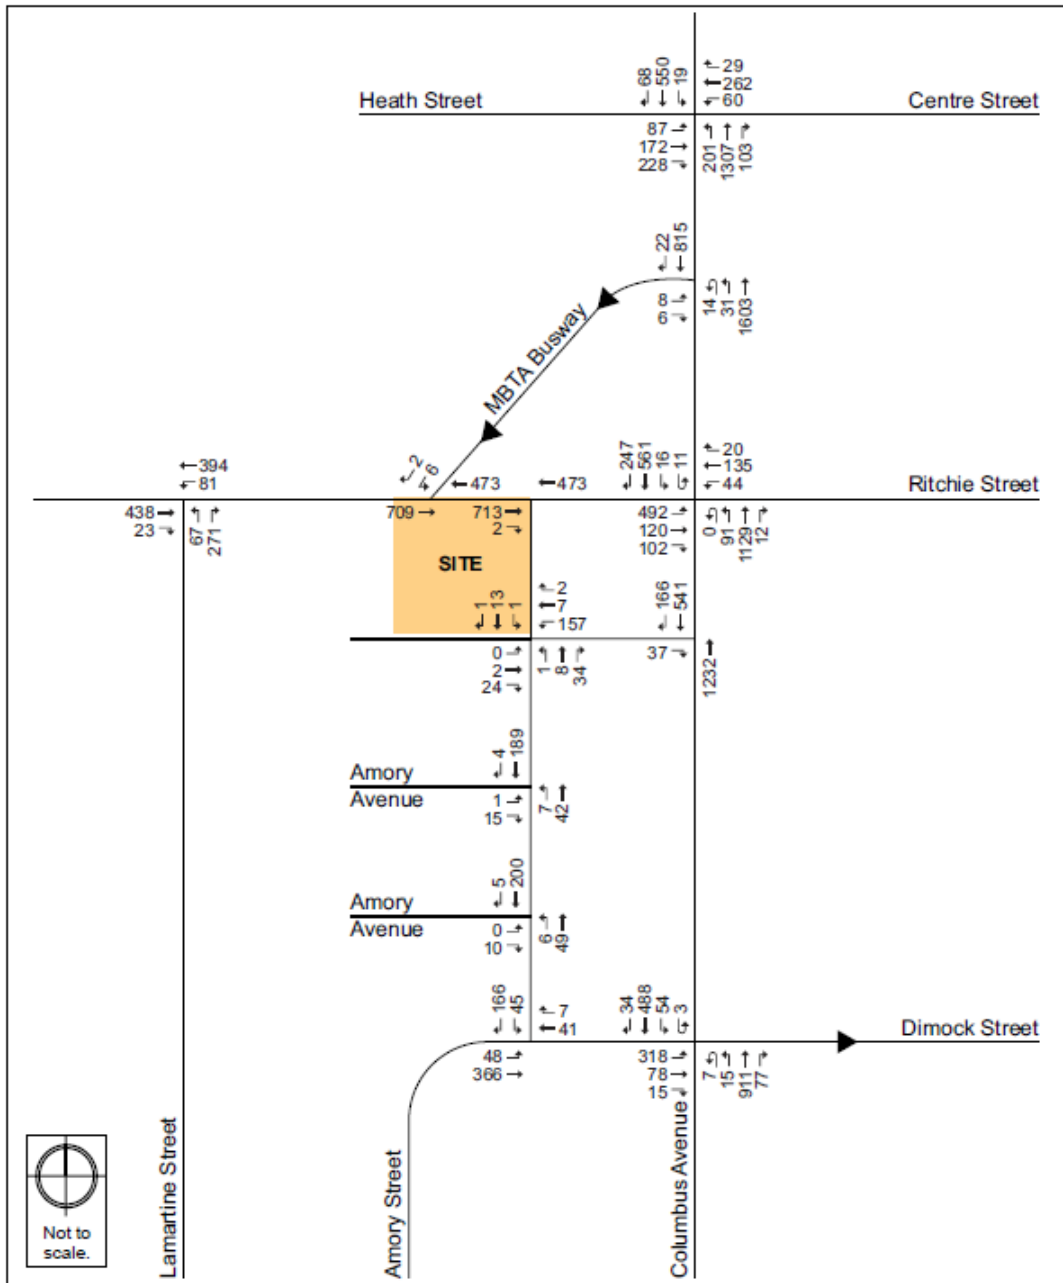 68 550 19
29
262
60
Heath Street
Centre Street
87
172
228
201 1307 103
22 815
8
6
14 31 1603
MBTA Busway
2
6
394
81
473
473
247 561 16 11
20
135
44
Ritchie Street
438
23
67 271
709
713
2
492
120
102
0 91 1129 12
SITE
1 13 1
2
7
157
166 541
0
2
24
1 8 34
37
1232
4 189
Amory
Avenue
1
15
7 42
5 200
Amory
Avenue
0
10
6 49
166 45
7
41
34 488 54 3
Dimock Street
48
366
318
78
15
7 15 911 77
Lamartine Street
Amory Street
Columbus Avenue
Not to
scale.